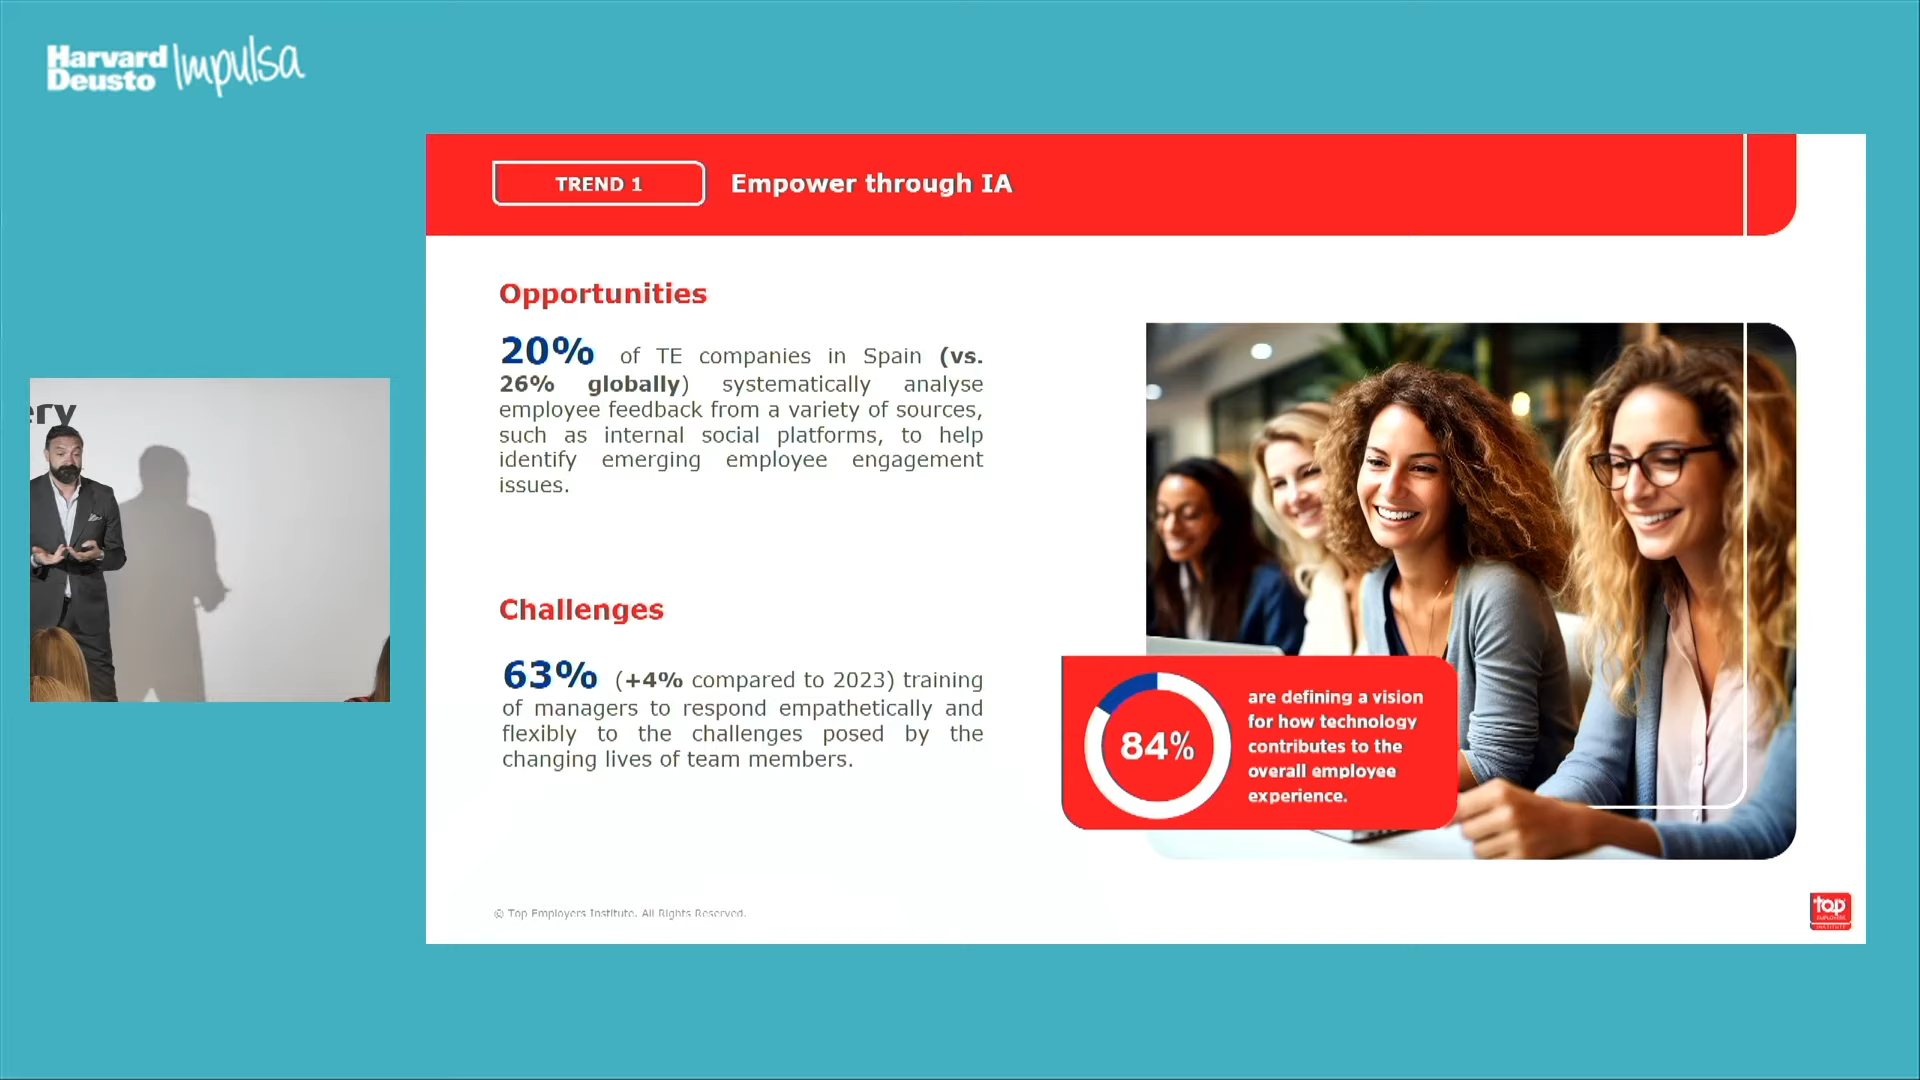 Harvard
Deusto
Impulsa
ery
TREND 1
Empower through IA
Opportunities
20% of TE companies in Spain (vs.
26% globally) systematically analyse
employee feedback from a variety of sources,
such as internal social platforms, to help
identify emerging employee engagement
issues.
Challenges
63% (+4% compared to 2023) training
of managers to respond empathetically and
flexibly to the challenges posed by the
changing lives of team members.
84%
are defining a vision
for how technology
contributes to the
overall employee
experience.
© Top Employers Institute. All Rights Reserved.
top
EMPLOYERS
INSTITUTE